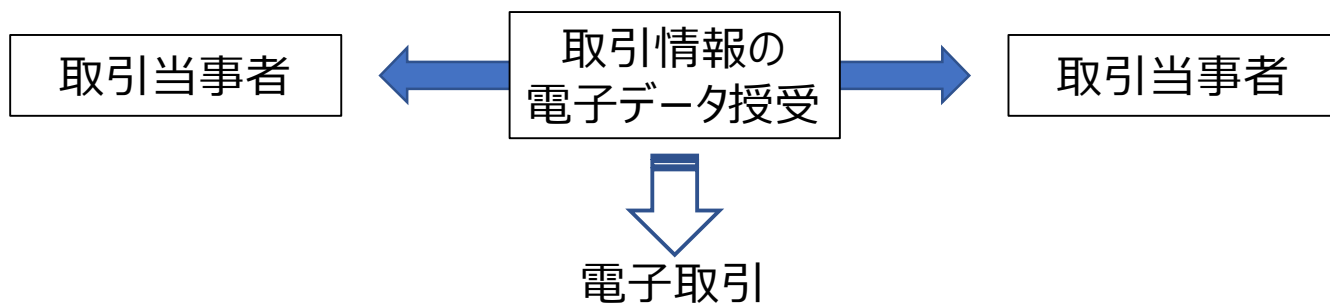 取引当事者
取引情報の
電子データ授受
取引当事者
電子取引